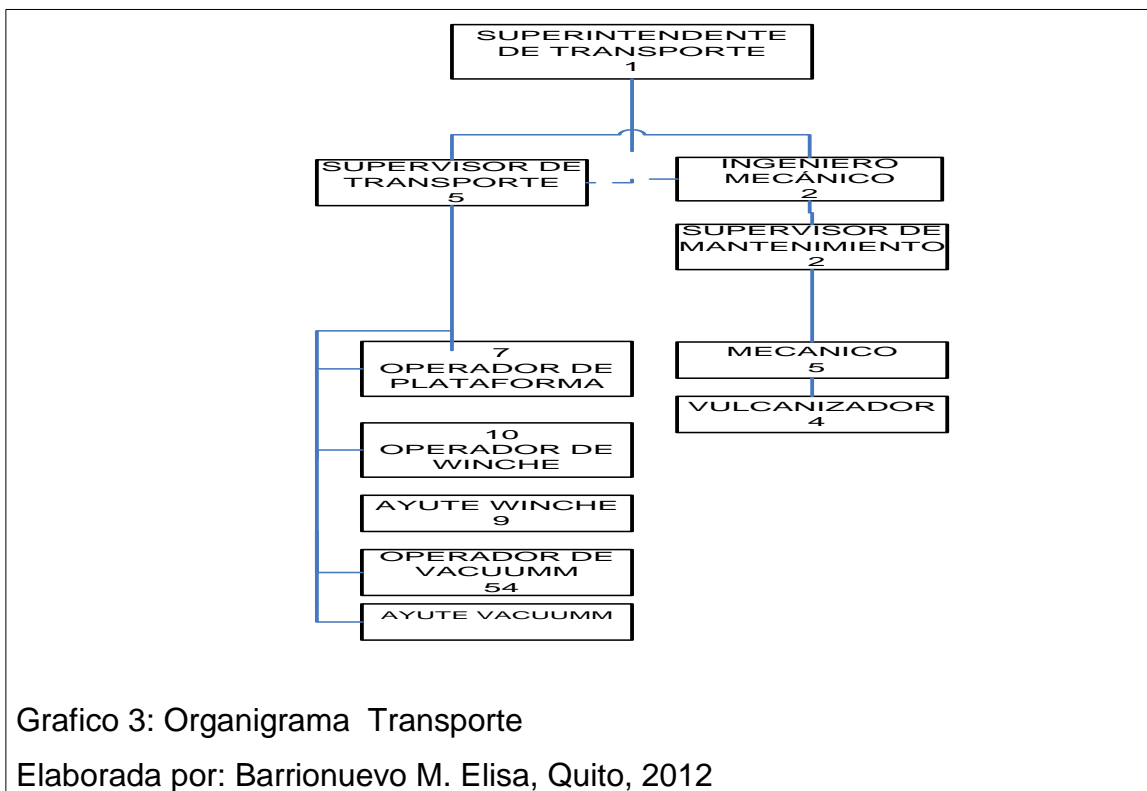 SUPERINTENDENTE
DE TRANSPORTE
1
SUPERVISOR DE
TRANSPORTE
5
INGENIERO
MECÁNICO
2
SUPERVISOR DE
MANTENIMIENTO
2
7
OPERADOR DE
PLATAFORMA
10
OPERADOR DE
WINCHE
AYUTE WINCHE
9
OPERADOR DE
VACUUMM
54
AYUTE VACUUMM
MECANICO
5
VULCANIZADOR
4
Grafico 3: Organigrama Transporte
Elaborada por: Barrionuevo M. Elisa, Quito, 2012